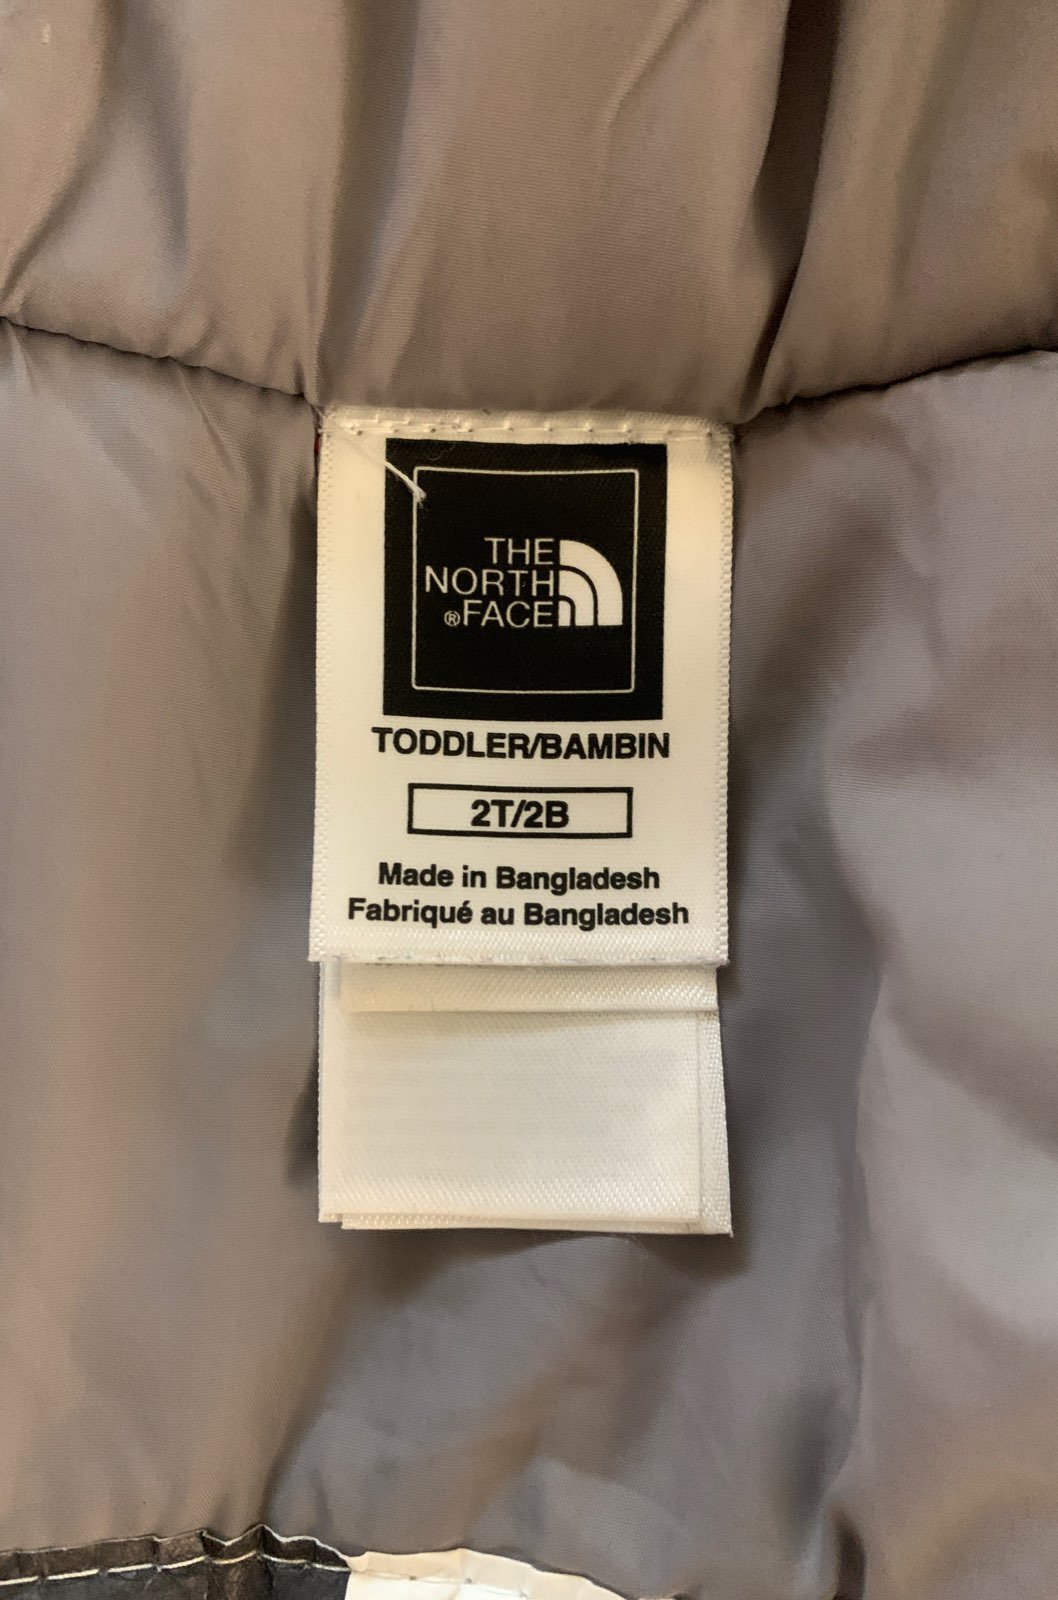 THE
NORTH
®FACE
TODDLER/BAMBIN
2T/2B
Made in Bangladesh
Fabriqué au Bangladesh